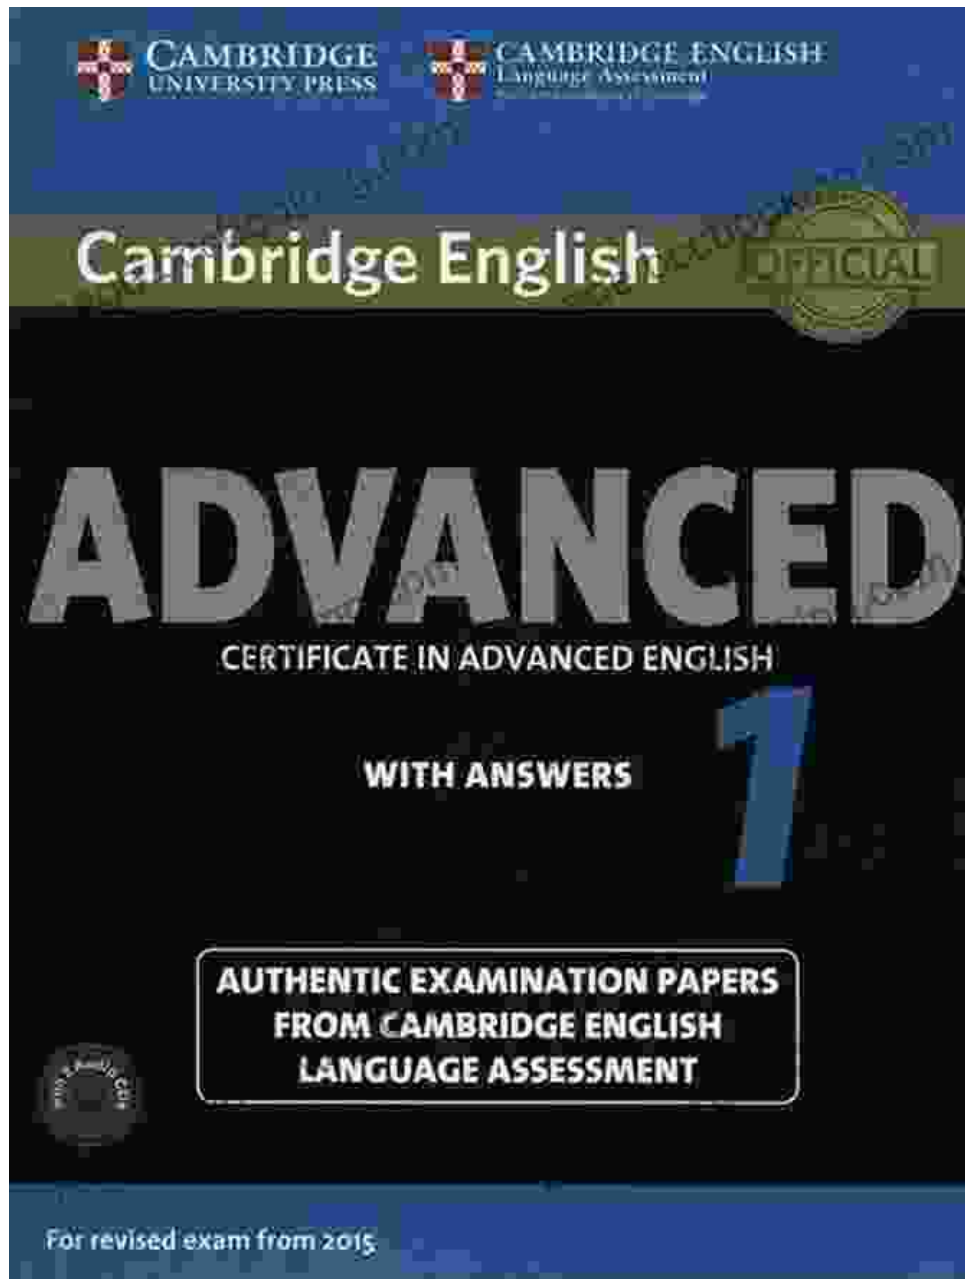 CAMBRIDGE
UNIVERSITY PRESS
CAMBRIDGE ENGLISH
Language Assessment
Cambridge English
OFFICIAL
ADVANCED
CERTIFICATE IN ADVANCED ENGLISH
1
WITH ANSWERS
AUTHENTIC EXAMINATION PAPERS
FROM CAMBRIDGE ENGLISH
LANGUAGE ASSESSMENT
For revised exam from 2015